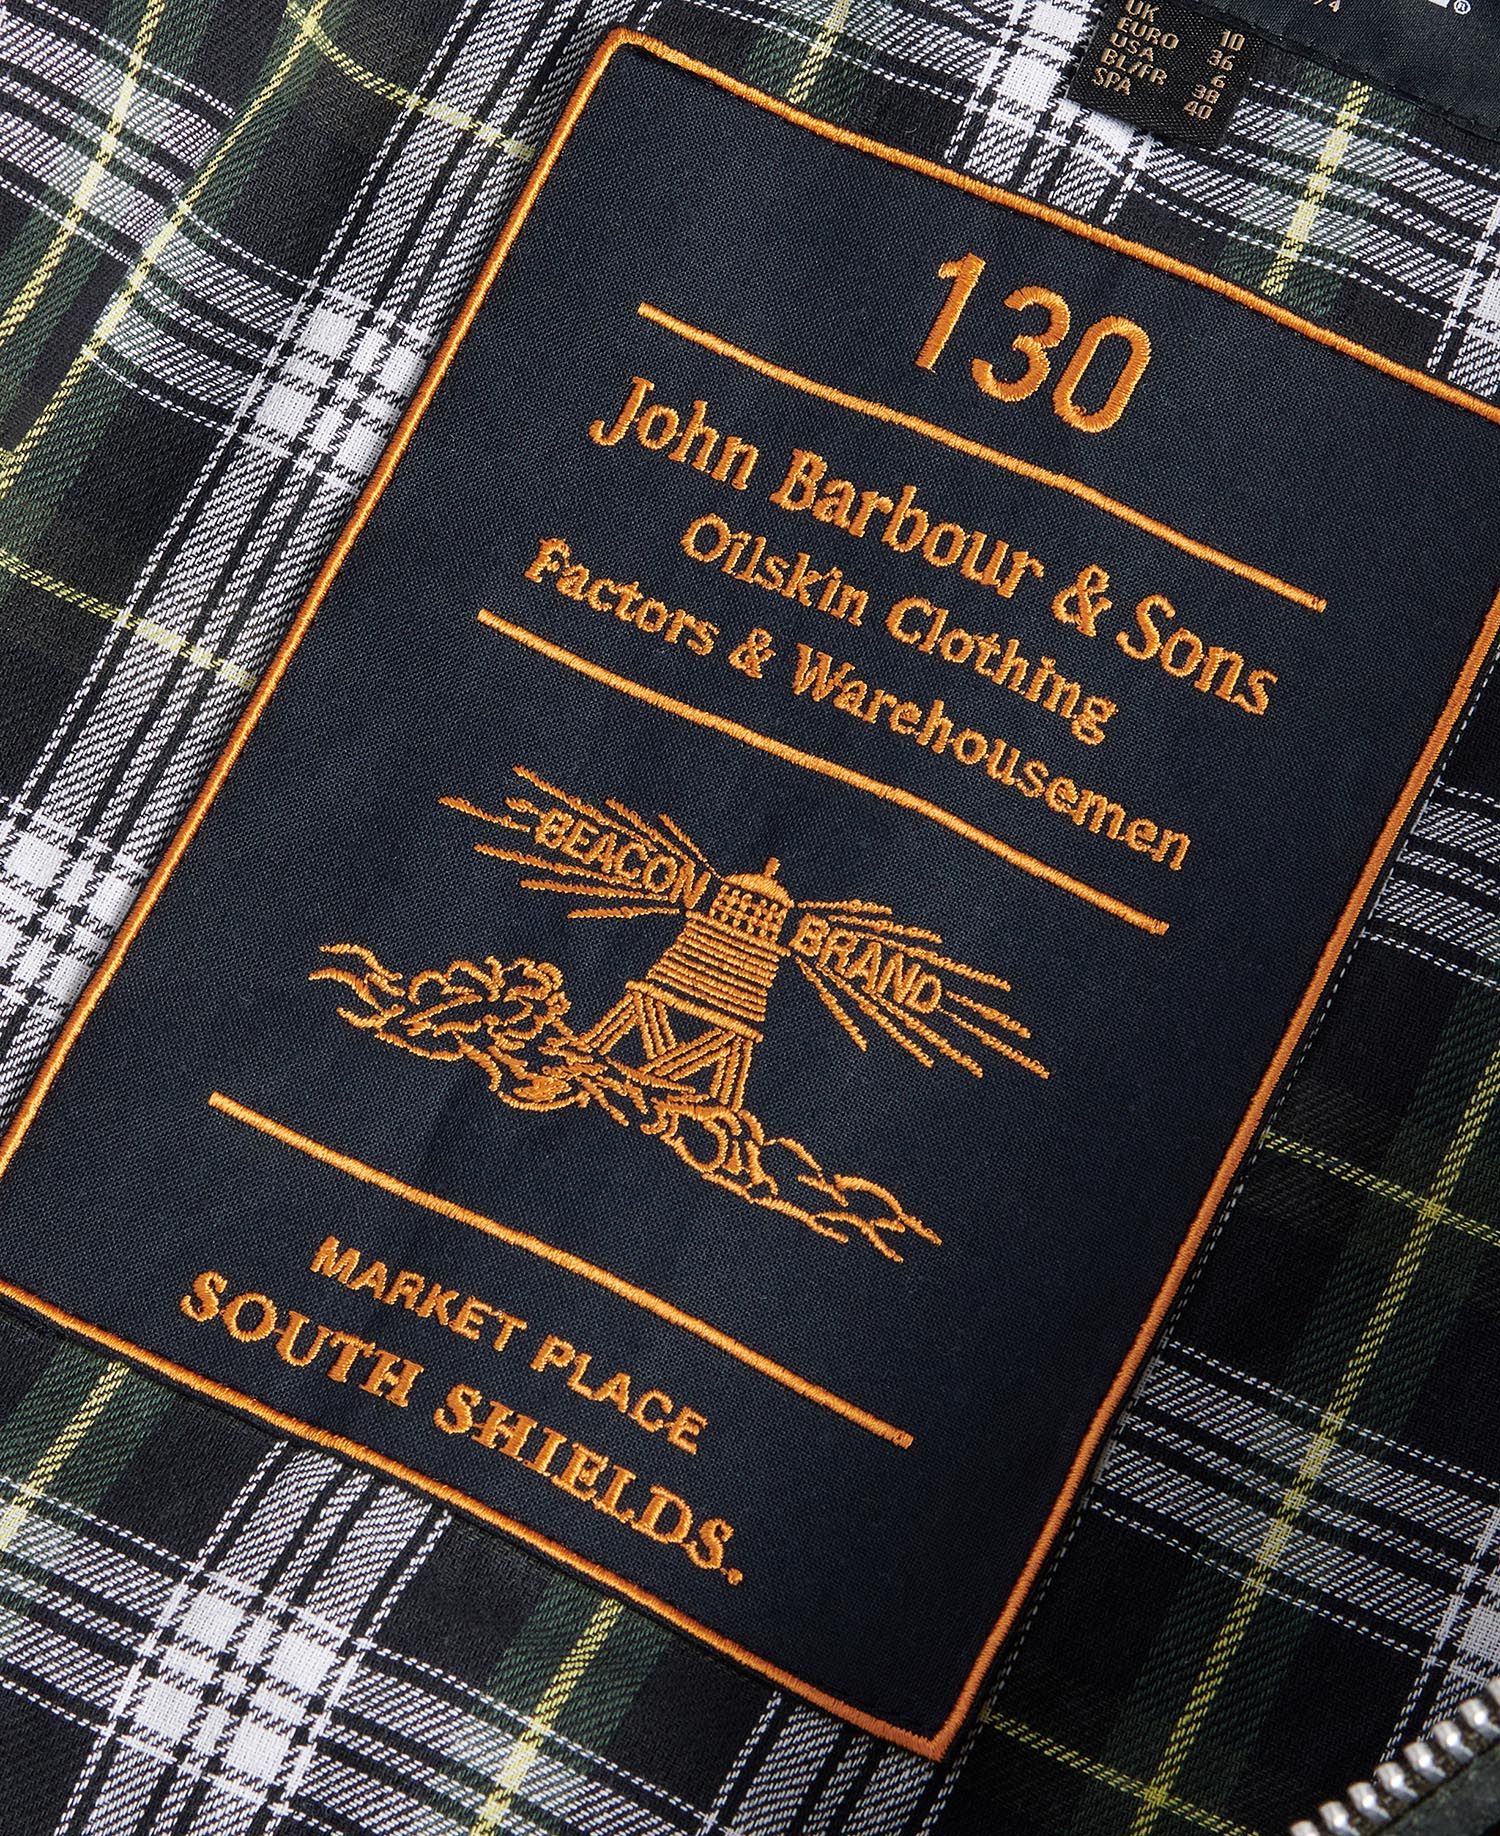 UK 10
EURO 36
USA 6
BL/FR 38
SPA 40
®
130
John Barbour & Sons
Oilskin Clothing
Factors & Warehousemen
BEACON BRAND
MARKET PLACE
SOUTH SHIELDS.